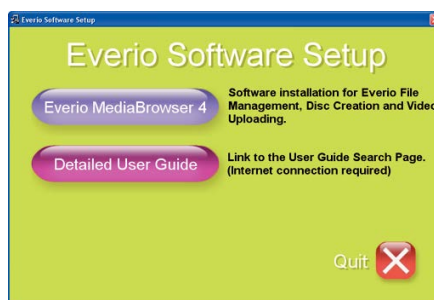 Everio Software Setup
Everio Software Setup
Everio MediaBrowser 4
Software installation for Everio File
Management, Disc Creation and Video
Uploading.
Detailed User Guide
Link to the User Guide Search Page.
(Internet connection required)
Quit